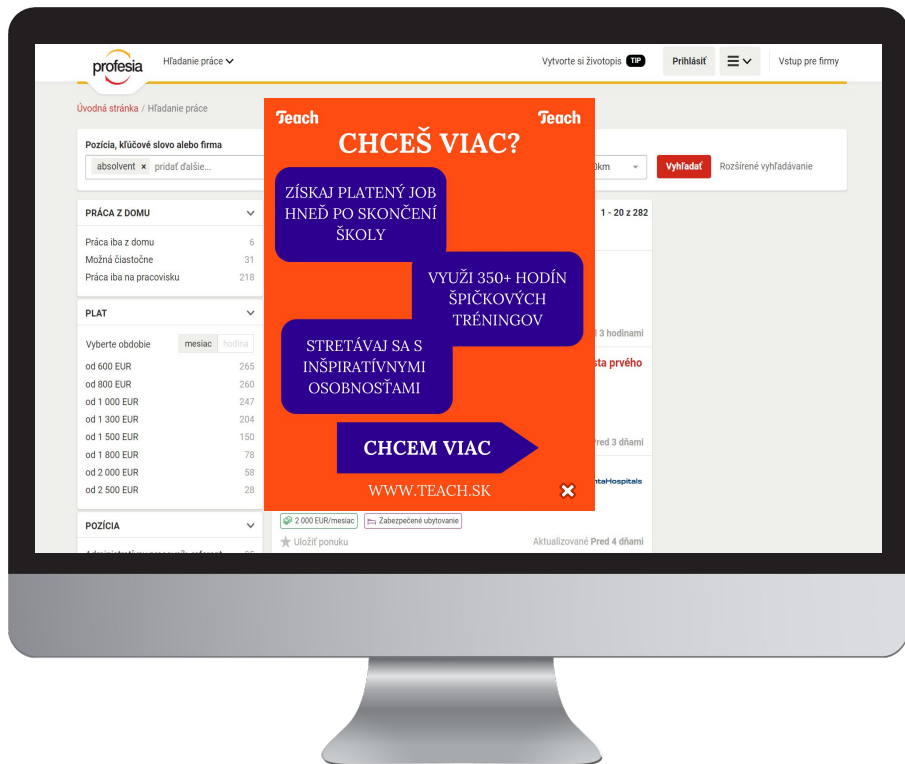 profesia
Hľadanie práce
Vytvorte si životopis TIP
Prihlásiť
Vstup pre firmy
Úvodná stránka / Hľadanie práce
Pozícia, kľúčové slovo alebo firma
absolvent × pridať ďalšie...
0km
Vyhľadať
Rozšírené vyhľadávanie
PRÁCA Z DOMU
Práca iba z domu 6
Možná čiastočne 31
Práca iba na pracovisku 218
PLAT
Vyberte obdobie mesiac hodina
od 600 EUR 265
od 800 EUR 260
od 1 000 EUR 247
od 1 300 EUR 204
od 1 500 EUR 150
od 1 800 EUR 78
od 2 000 EUR 58
od 2 500 EUR 28
POZÍCIA
Teach
Teach
CHCEŠ VIAC?
ZÍSKAJ PLATENÝ JOB
HNEĎ PO SKONČENÍ
ŠKOLY
VYUŽI 350+ HODÍN
ŠPIČKOVÝCH
TRÉNINGOV
STRETÁVAJ SA S
INŠPIRATÍVNYMI
OSOBNOSŤAMI
CHCEM VIAC
WWW.TEACH.SK
1 - 20 z 282
3 hodinami
sta prvého
red 3 dňami
ntaHospitals
2 000 EUR/mesiac
Zabezpečené ubytovanie
Uložiť ponuku
Aktualizované Pred 4 dňami